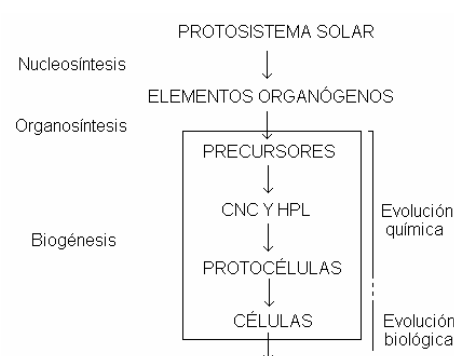 PROTOSISTEMA SOLAR
Nucleosíntesis
ELEMENTOS ORGANÓGENOS
Organosíntesis
PRECURSORES
CNC Y HPL
Evolución
química
Biogénesis
PROTOCÉLULAS
CÉLULAS
Evolución
biológica